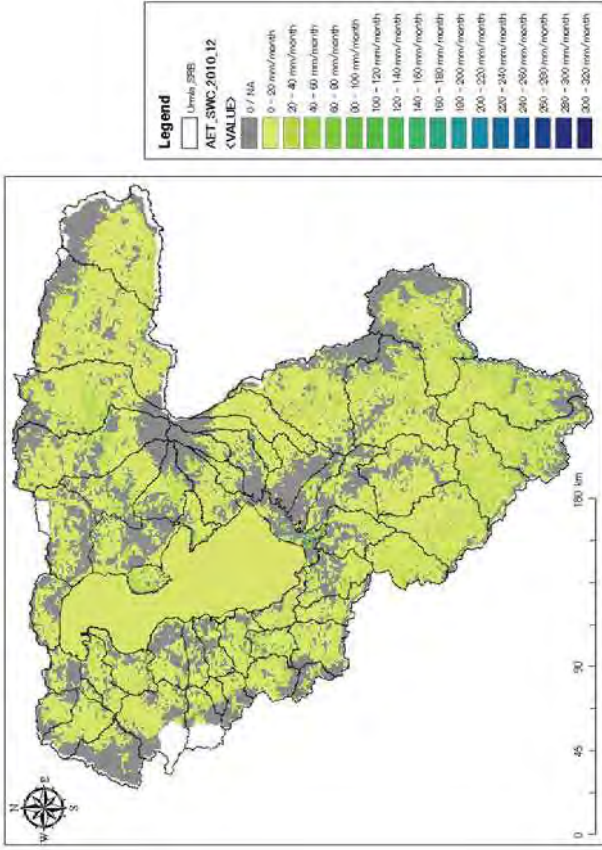 N
W
E
S
0
45
90
180 km
Legend
Urmia_SRB
AET_SWC_2010_12
<VALUE>
0 / NA
0 - 20 mm/month
20 - 40 mm/month
40 - 60 mm/month
60 - 80 mm/month
80 - 100 mm/month
100 - 120 mm/month
120 - 140 mm/month
140 - 160 mm/month
160 - 180 mm/month
180 - 200 mm/month
200 - 220 mm/month
220 - 240 mm/month
240 - 260 mm/month
260 - 280 mm/month
280 - 300 mm/month
300 - 320 mm/month